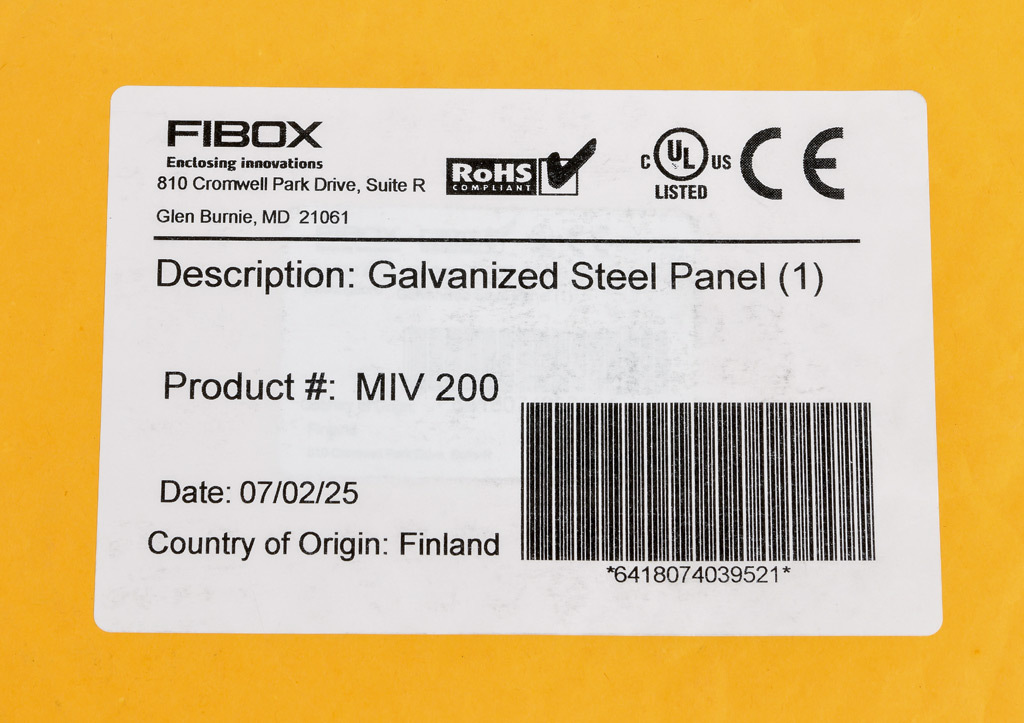 FIBOX
Enclosing innovations
810 Cromwell Park Drive, Suite R
Glen Burnie, MD 21061
RoHS
COMPLIANT
C UL US
LISTED
CE
Description: Galvanized Steel Panel (1)
Product #: MIV 200
Date: 07/02/25
Country of Origin: Finland
*6418074039521*